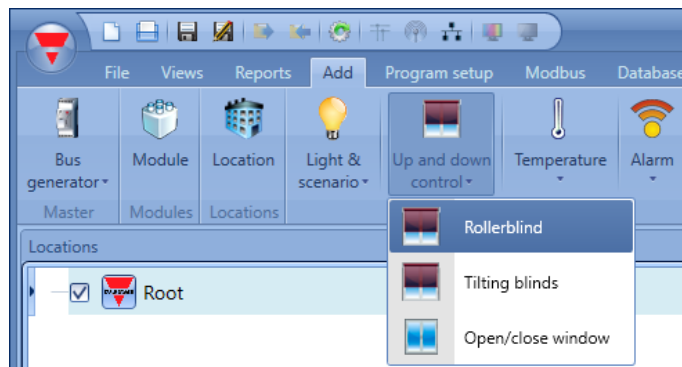 File Views Reports Add Program setup Modbus Database
Bus generator
Module
Location
Light & scenario
Up and down control
Temperature
Alarm
Master
Modules
Locations
Rollerblind
Locations
Tilting blinds
Root
Open/close window